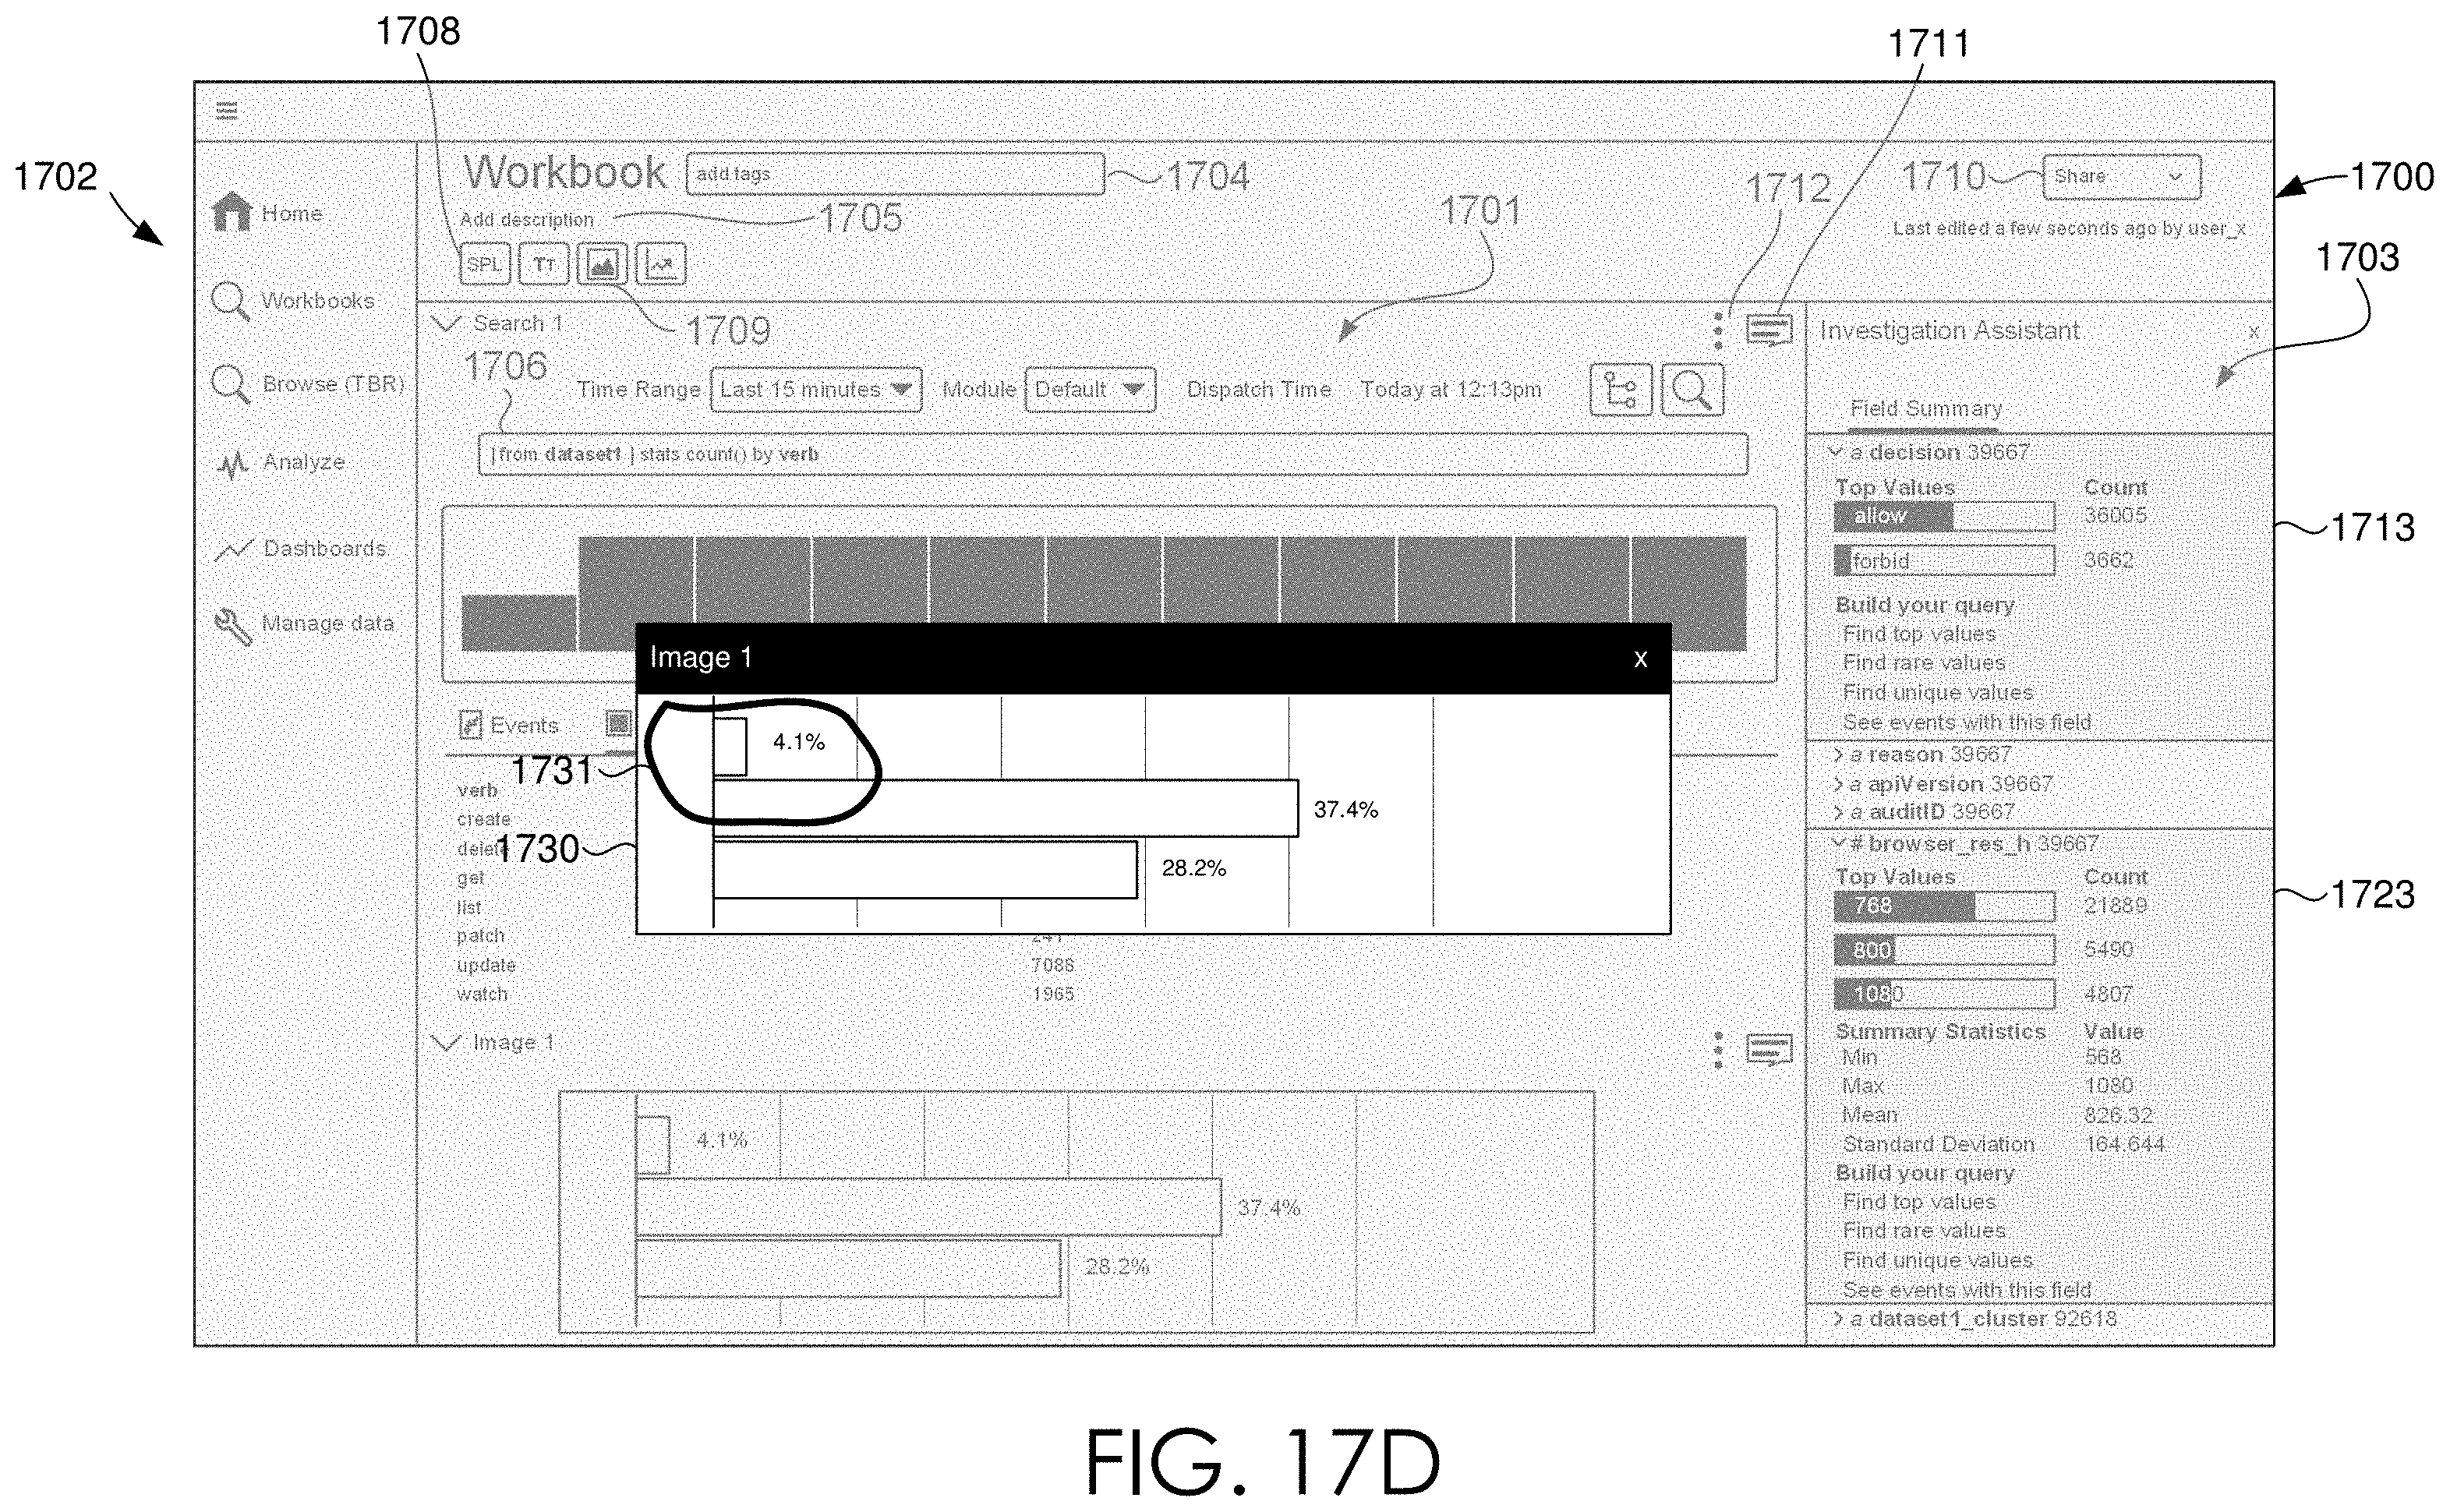 1708
1711
1702
1700
Workbook add tags 1704
1712
1710 Share
Add description 1705
1701
Last edited a few seconds ago by user_x
1703
Home
SPL TT
Workbooks
Search 1
1709
Investigation Assistant x
1706
Browse (TBR)
Time Range Last 15 minutes Module Default Dispatch Time Today at 12:13pm
Field Summary
| from dataset1 | stats count() by verb
a decision 39667
Analyze
Top Values Count
allow 36005
1713
Dashboards
forbid 3662
Build your query
Manage data
Find top values
Image 1 x
Find rare values
Find unique values
Events
See events with this field
4.1%
a reason 39667
1731
verb
a apiVersion 39667
create
37.4%
a auditID 39667
delete
1730
# browser_res_h 39667
28.2%
get
Top Values Count
list
768 21889
1723
patch
241
800 5490
update 7088
watch 1965
1080 4807
Image 1
Summary Statistics Value
Min 568
Max 1080
Mean 826.32
4.1%
Standard Deviation 164.644
Build your query
37.4%
Find top values
Find rare values
28.2%
Find unique values
See events with this field
a dataset1_cluster 92618
FIG. 17D